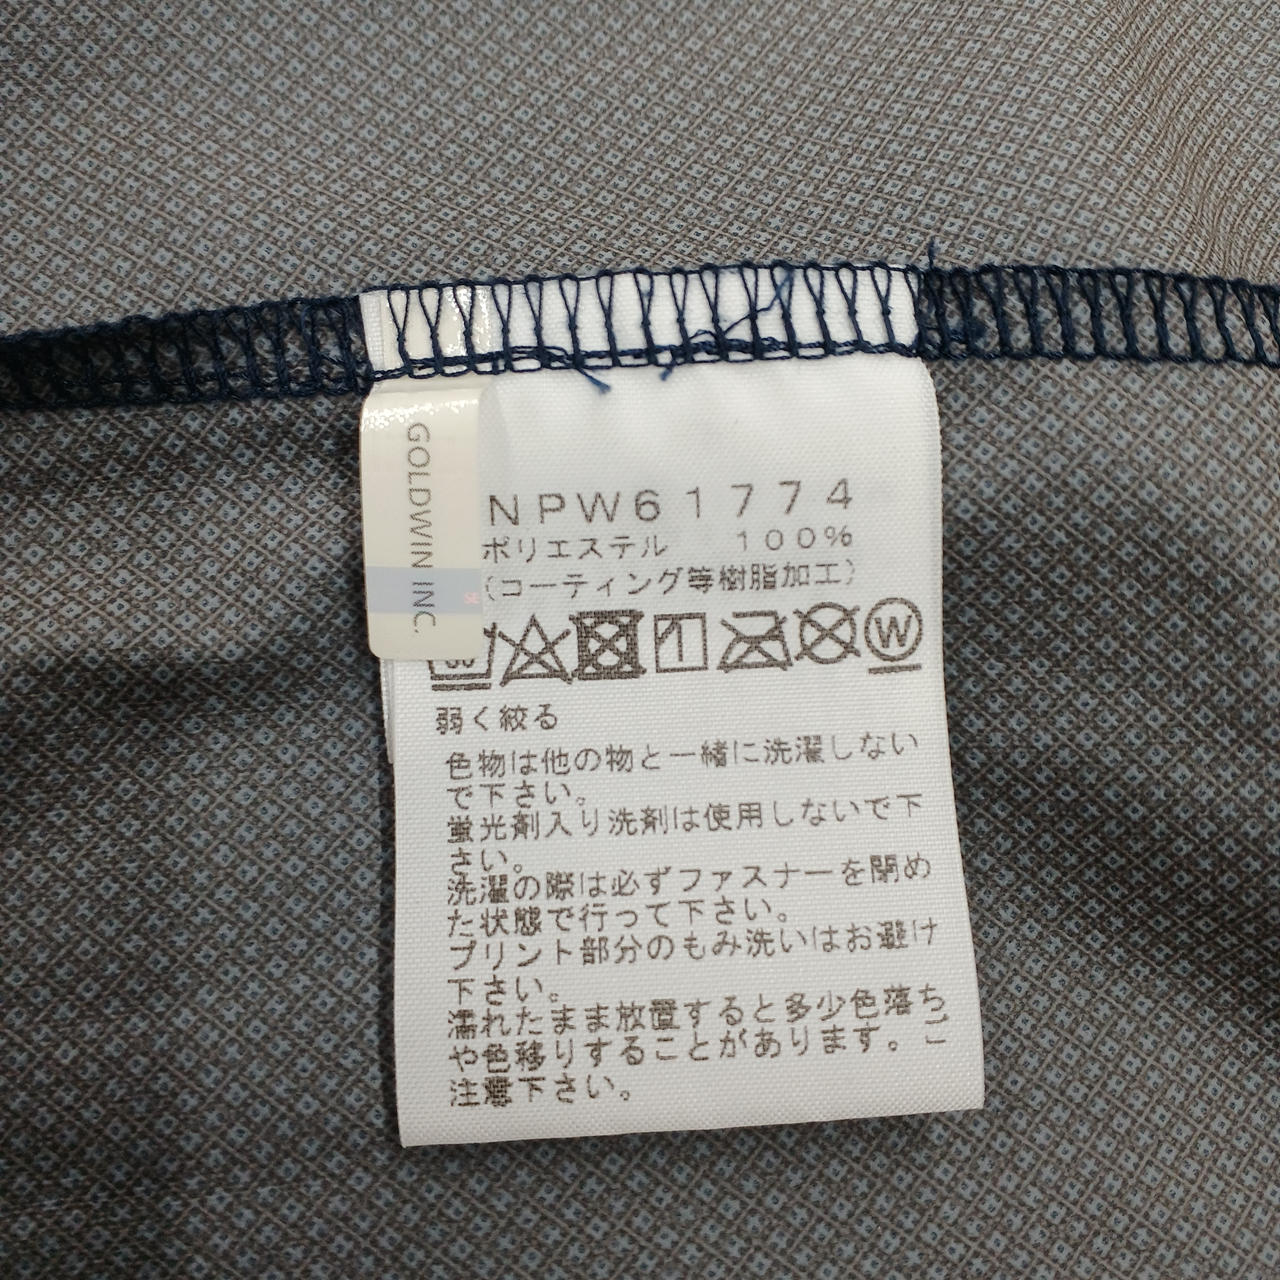 GOLDWIN INC.
SE
NPW61774
ポリエステル 100%
(コーティング等樹脂加工)
W
弱く絞る
色物は他の物と一緒に洗濯しない
で下さい。
蛍光剤入り洗剤は使用しないで下
さい。
洗濯の際は必ずファスナーを閉め
た状態で行って下さい。
プリント部分のもみ洗いはお避け
下さい。
濡れたまま放置すると多少色落ち
や色移りすることがあります。ご
注意下さい。